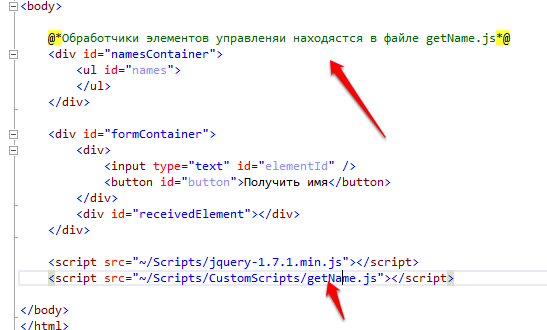 <body>
@*Обработчики элементов управленяи находястся в файле getName.js*@
<div id="namesContainer">
<ul id="names">
</ul>
</div>
<div id="formContainer">
<div>
<input type="text" id="elementId" />
<button id="button">Получить имя</button>
</div>
<div id="receivedElement"></div>
</div>
<script src="~/Scripts/jquery-1.7.1.min.js"></script>
<script src="~/Scripts/CustomScripts/getName.js"></script>
</body>
</html>